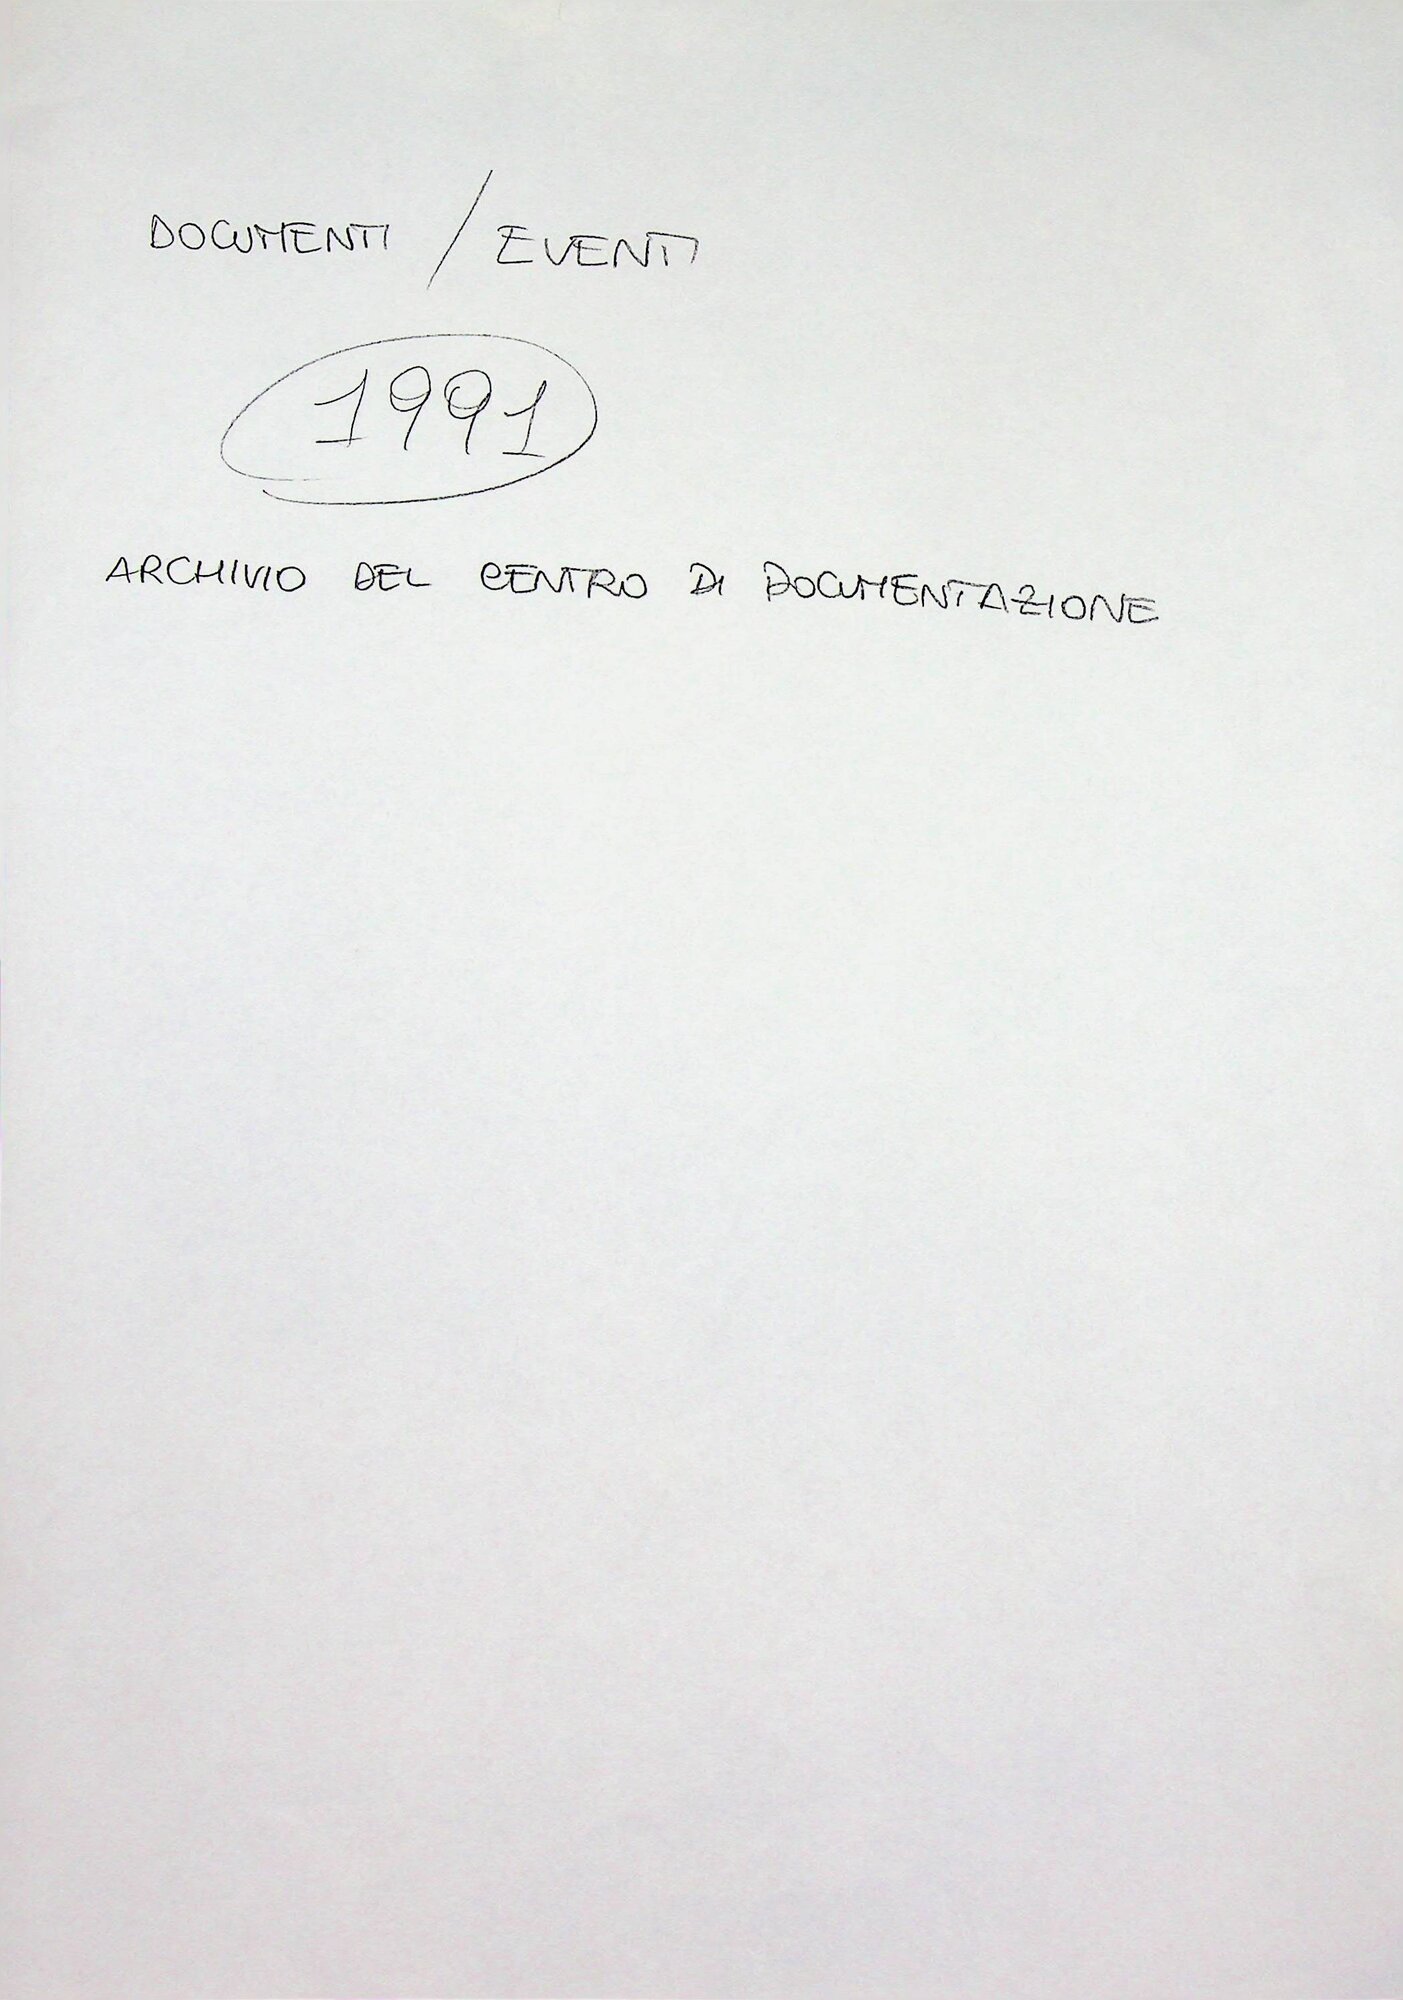 DOCUMENTI / EVENTI
1991
ARCHIVIO DEL CENTRO DI DOCUMENTAZIONE